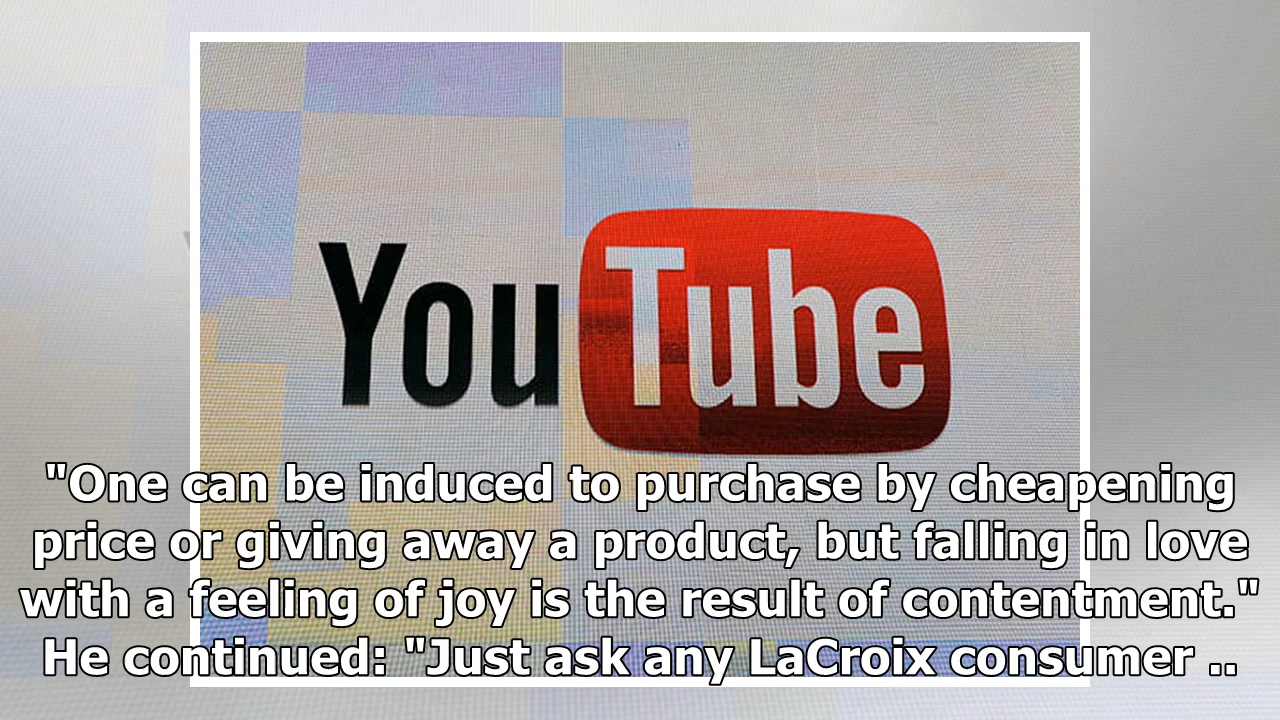 YouTube
"One can be induced to purchase by cheapening
price or giving away a product, but falling in love
with a feeling of joy is the result of contentment."
He continued: "Just ask any LaCroix consumer ..